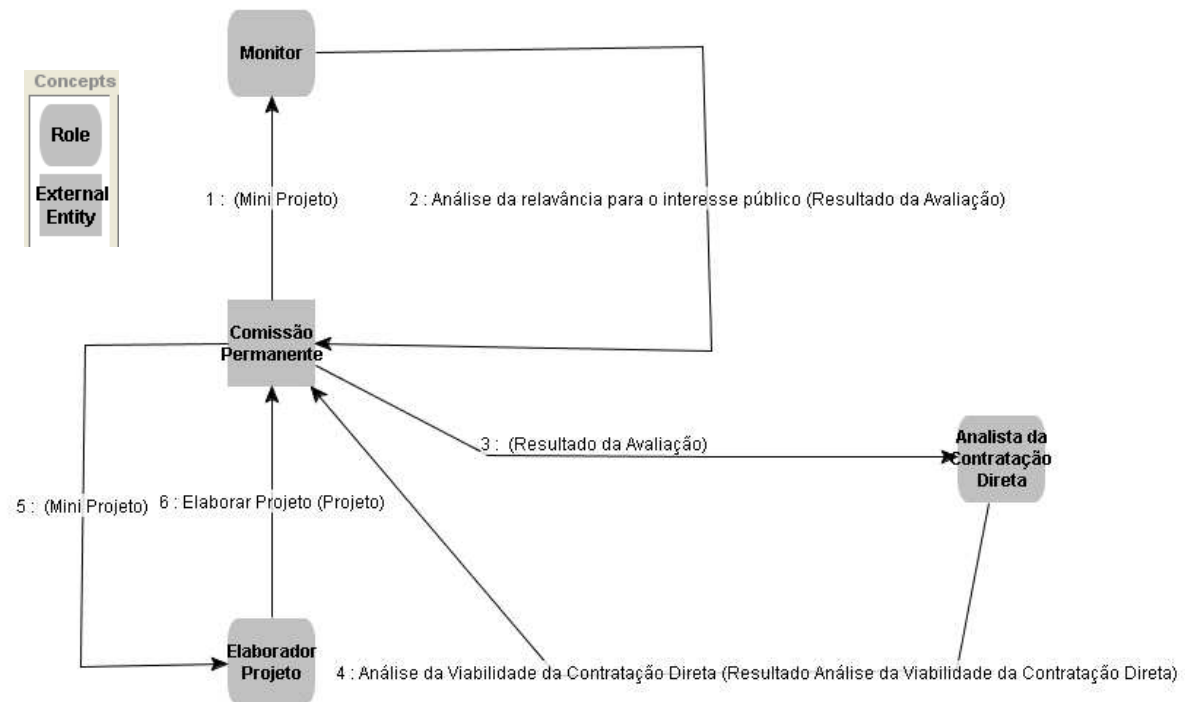 Monitor
Concepts
Role
External
Entity
1 : (Mini Projeto)
2 : Análise da relavância para o interesse público (Resultado da Avaliação)
Comissão
Permanente
3 : (Resultado da Avaliação)
Analista da
Contratação
Direta
5 : (Mini Projeto)
6 : Elaborar Projeto (Projeto)
Elaborador
Projeto
4 : Análise da Viabilidade da Contratação Direta (Resultado Análise da Viabilidade da Contratação Direta)